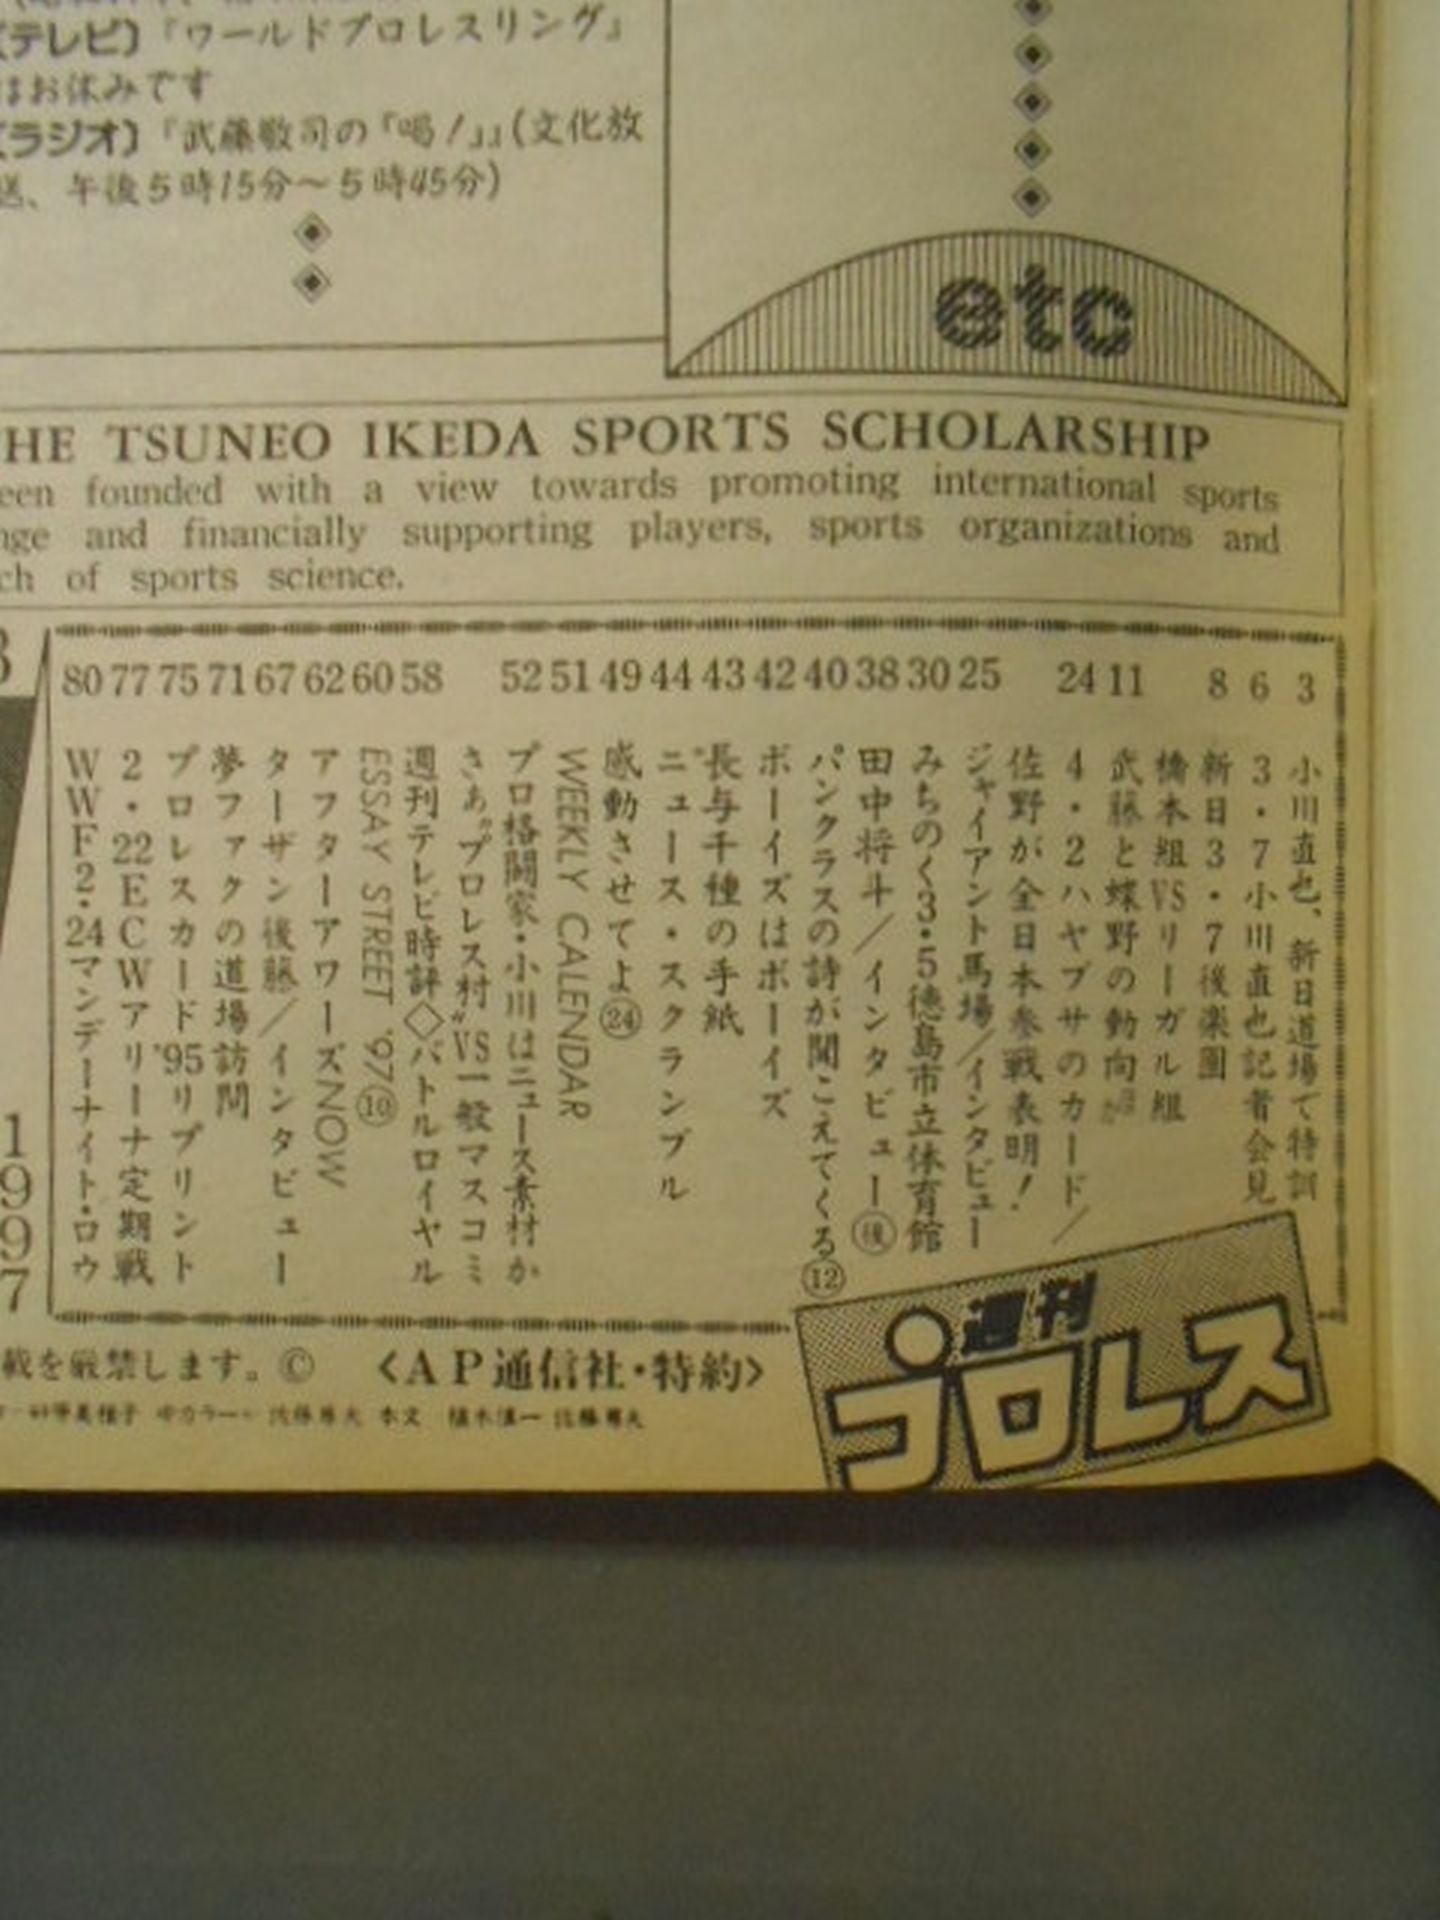 【テレビ】『ワールドプロレスリング』
はお休みです
【ラジオ】『武藤敬司の「喝！」』（文化放
送、午後5時15分～5時45分）
etc
THE TSUNEO IKEDA SPORTS SCHOLARSHIP
een founded with a view towards promoting international sports
nge and financially supporting players, sports organizations and
ch of sports science.
3 小川直也、新日道場で特訓
6 3・7小川直也記者会見
8 新日3・7後楽園
橋本組VSリーガル組
11 武藤と蝶野の動向
24 4・2ハヤブサのカード／
佐野が全日本参戦表明！
25 ジャイアント馬場／インタビュー
30 みちのく3・5徳島市立体育館
38 田中将斗／インタビュー㊡
40 パンクラスの詩が聞こえてくる⑫
42 ボーイズはボーイズ
43 長与千種の手紙
44 ニュース・スクランブル
49 感動させてよ㉔
51 WEEKLY CALENDAR
52 プロ格闘家・小川はニュース素材か
さぁ“プロレス村”VS一般マスコミ
58 週刊テレビ時評◇バトルロイヤル
60 ESSAY STREET '97⑩
62 アフターアワーズNOW
67 ターザン後藤／インタビュー
71 夢ファクの道場訪問
75 プロレスカード'95リプリント
77 2・22ECWアリーナ定期戦
80 WWF2・24マンデーナイト・ロウ
1997
載を厳禁します。© 〈AP通信社・特約〉
週刊
プロレス